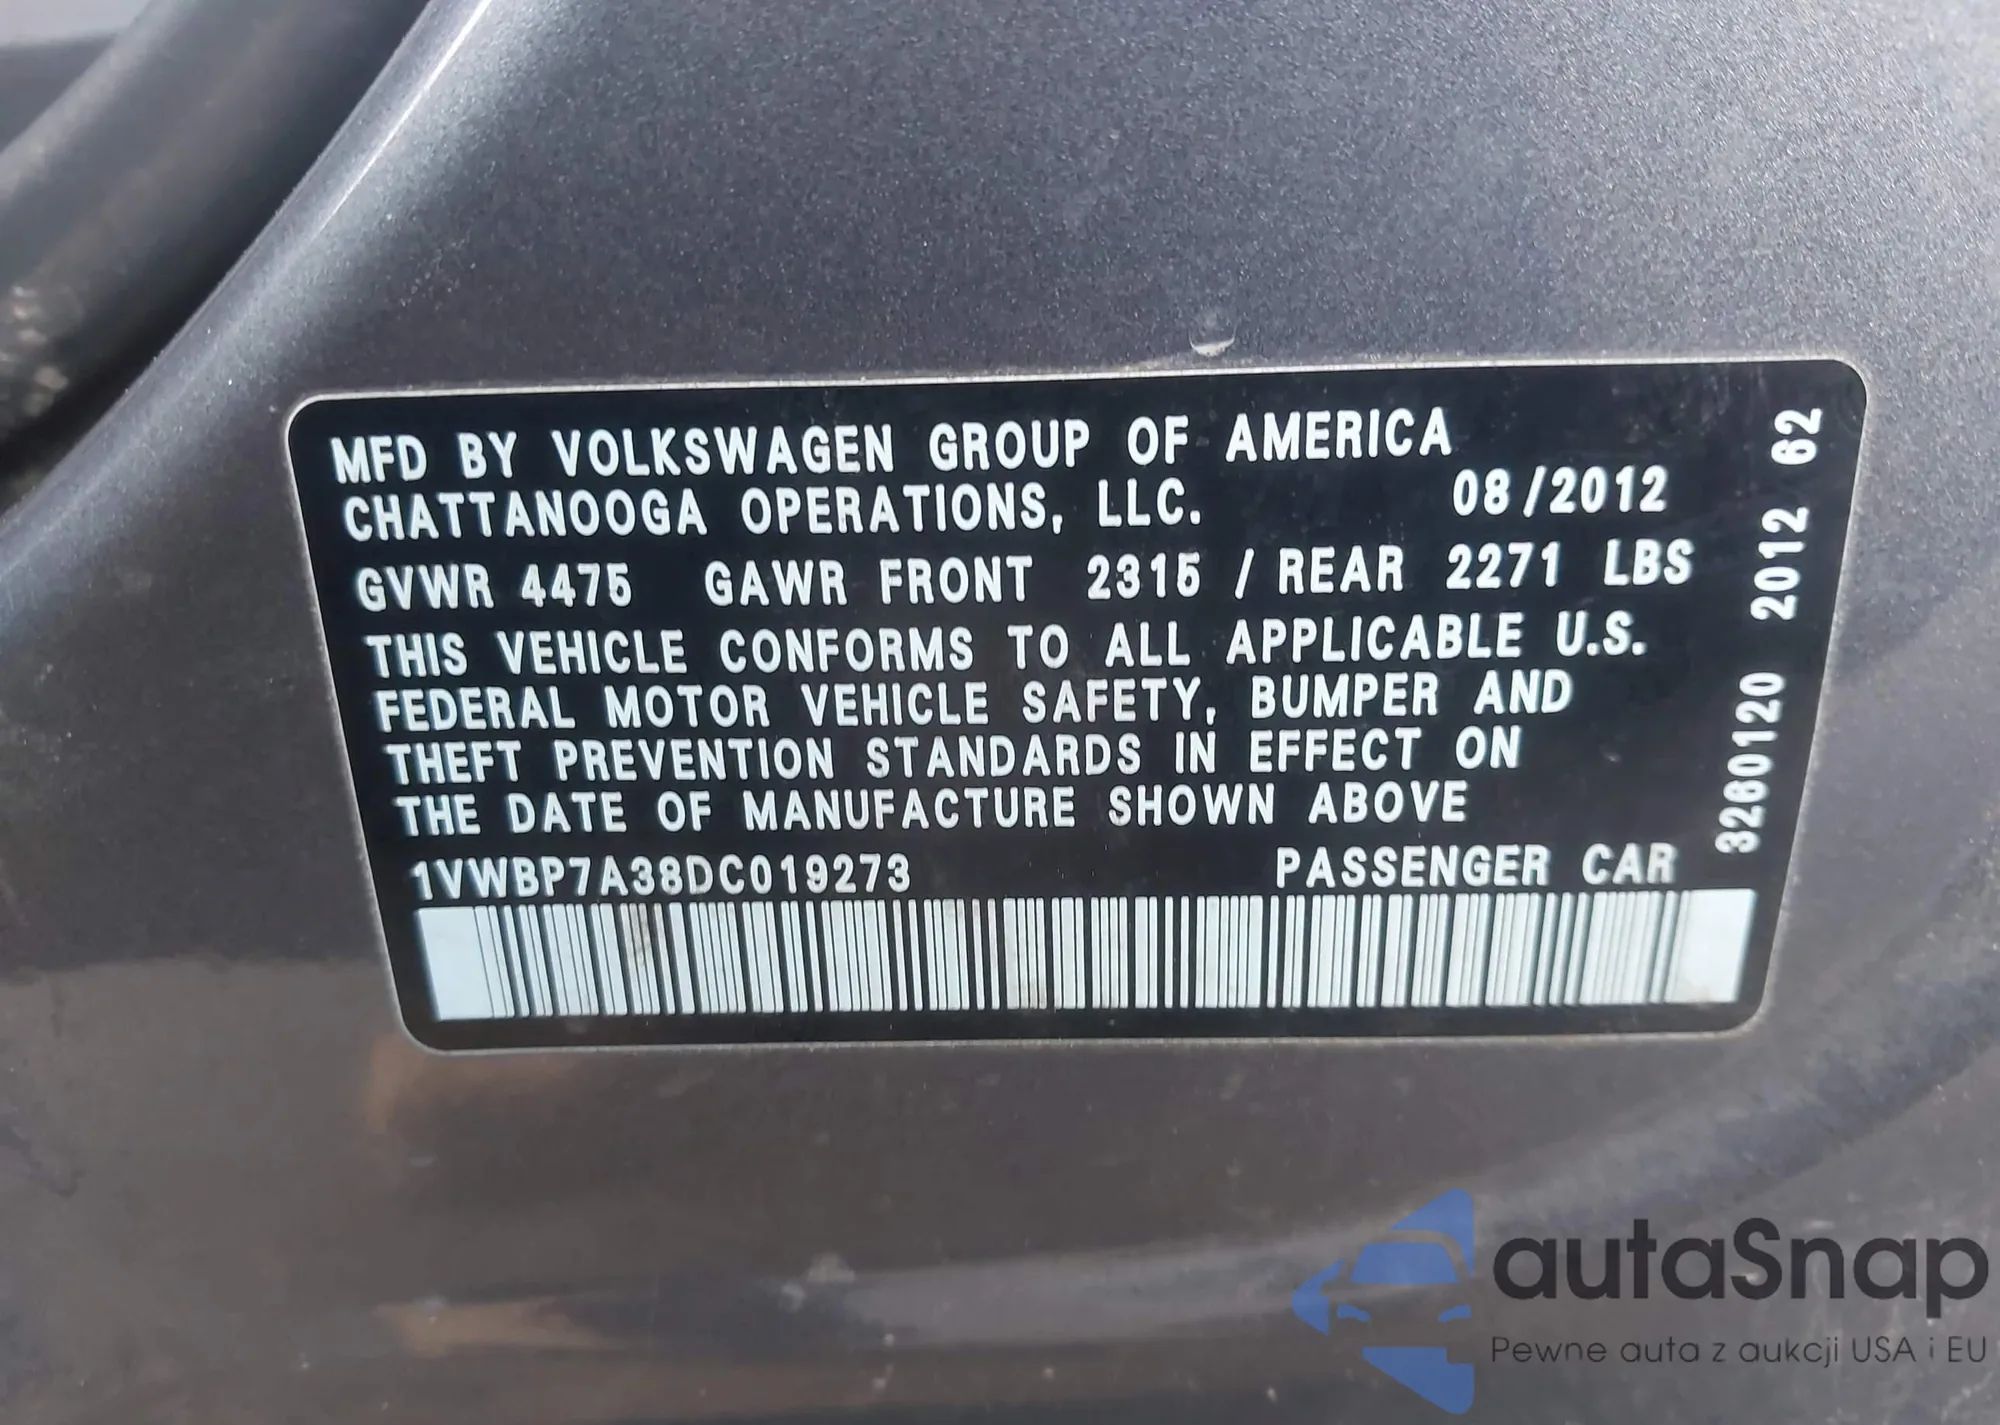 MFD BY VOLKSWAGEN GROUP OF AMERICA
CHATTANOOGA OPERATIONS, LLC. 08/2012
GVWR 4475 GAWR FRONT 2315 / REAR 2271 LBS
THIS VEHICLE CONFORMS TO ALL APPLICABLE U.S.
FEDERAL MOTOR VEHICLE SAFETY, BUMPER AND
THEFT PREVENTION STANDARDS IN EFFECT ON
THE DATE OF MANUFACTURE SHOWN ABOVE
1VWBP7A38DC019273 PASSENGER CAR
3260120 2012 62
autaSnap
Pewne auta z aukcji USA i EU